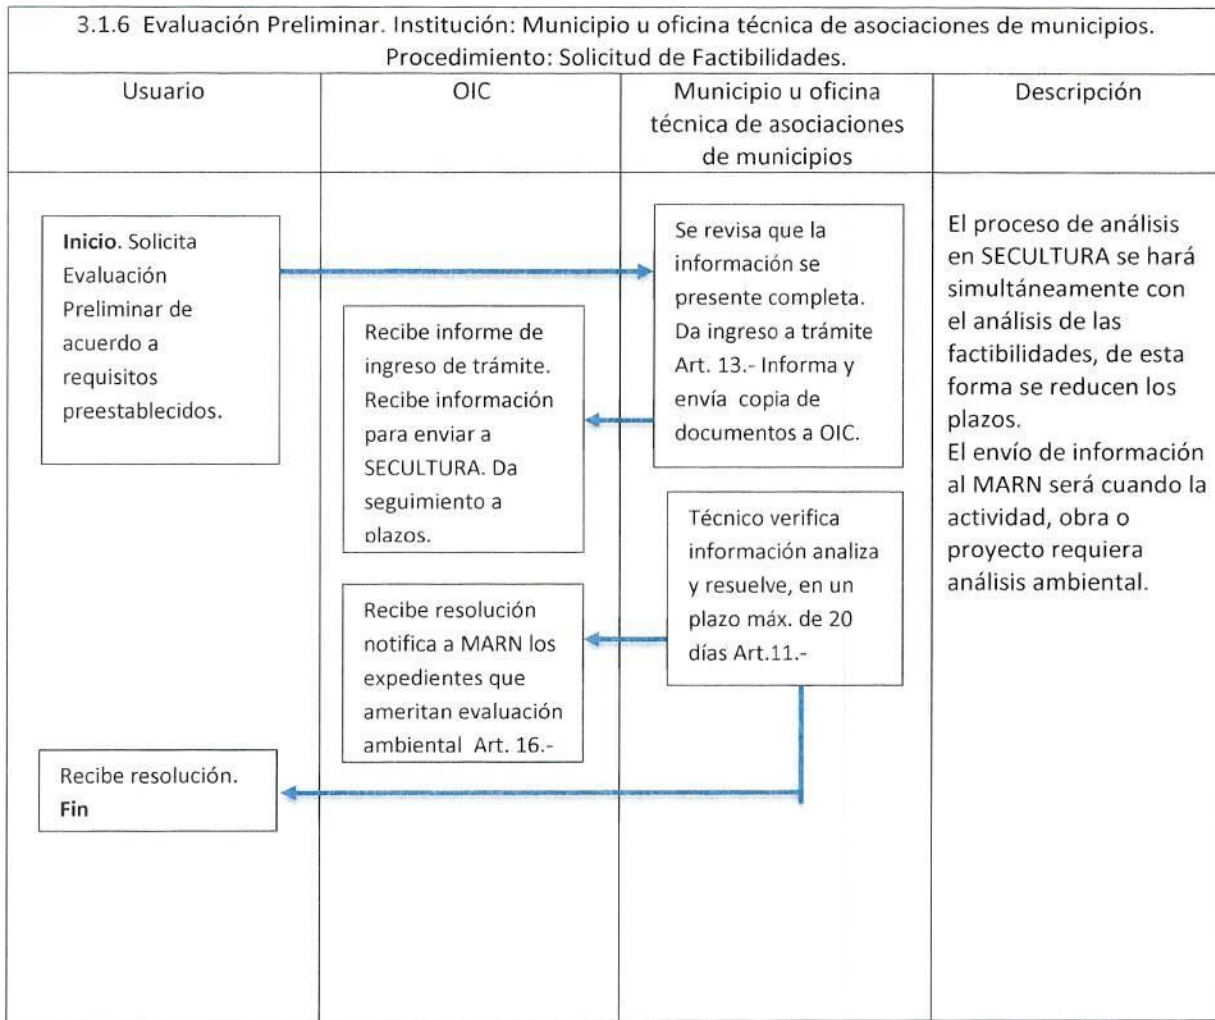 3.1.6 Evaluación Preliminar. Institución: Municipio u oficina técnica de asociaciones de municipios.
Procedimiento: Solicitud de Factibilidades.
Usuario
OIC
Municipio u oficina
técnica de asociaciones
de municipios
Descripción
Inicio. Solicita
Evaluación
Preliminar de
acuerdo a
requisitos
preestablecidos.
Se revisa que la
información se
presente completa.
Da ingreso a trámite
Art. 13.- Informa y
envía copia de
documentos a OIC.
Recibe informe de
ingreso de trámite.
Recibe información
para enviar a
SECULTURA. Da
seguimiento a
plazos.
Técnico verifica
información analiza
y resuelve, en un
plazo máx. de 20
días Art.11.-
Recibe resolución
notifica a MARN los
expedientes que
ameritan evaluación
ambiental Art. 16.-
Recibe resolución.
Fin
El proceso de análisis
en SECULTURA se hará
simultáneamente con
el análisis de las
factibilidades, de esta
forma se reducen los
plazos.
El envío de información
al MARN será cuando la
actividad, obra o
proyecto requiera
análisis ambiental.